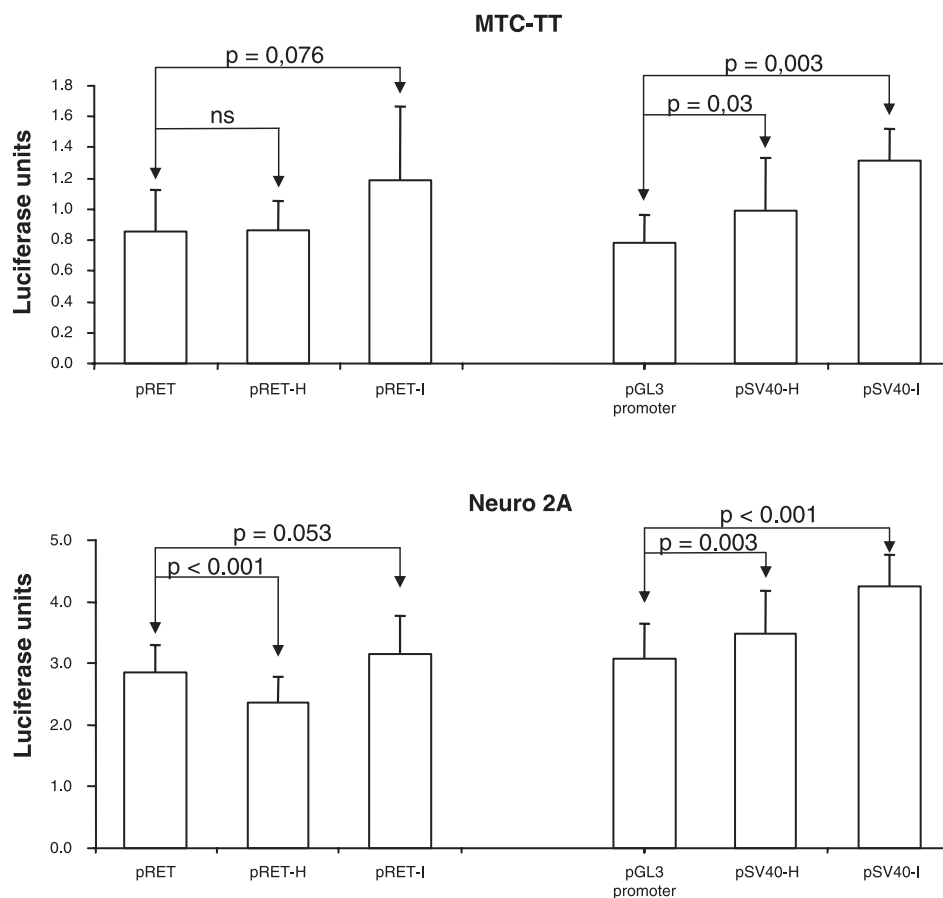 MTC-TT
p = 0,076
p = 0,003
p = 0,03
ns
Luciferase units
1.8
1.6
1.4
1.2
1.0
0.8
0.6
0.4
0.2
0.0
pRET
pRET-H
pRET-I
pGL3
promoter
pSV40-H
pSV40-I
Neuro 2A
p = 0.053
p < 0.001
p < 0.001
p = 0.003
Luciferase units
5.0
4.0
3.0
2.0
1.0
0.0
pRET
pRET-H
pRET-I
pGL3
promoter
pSV40-H
pSV40-I